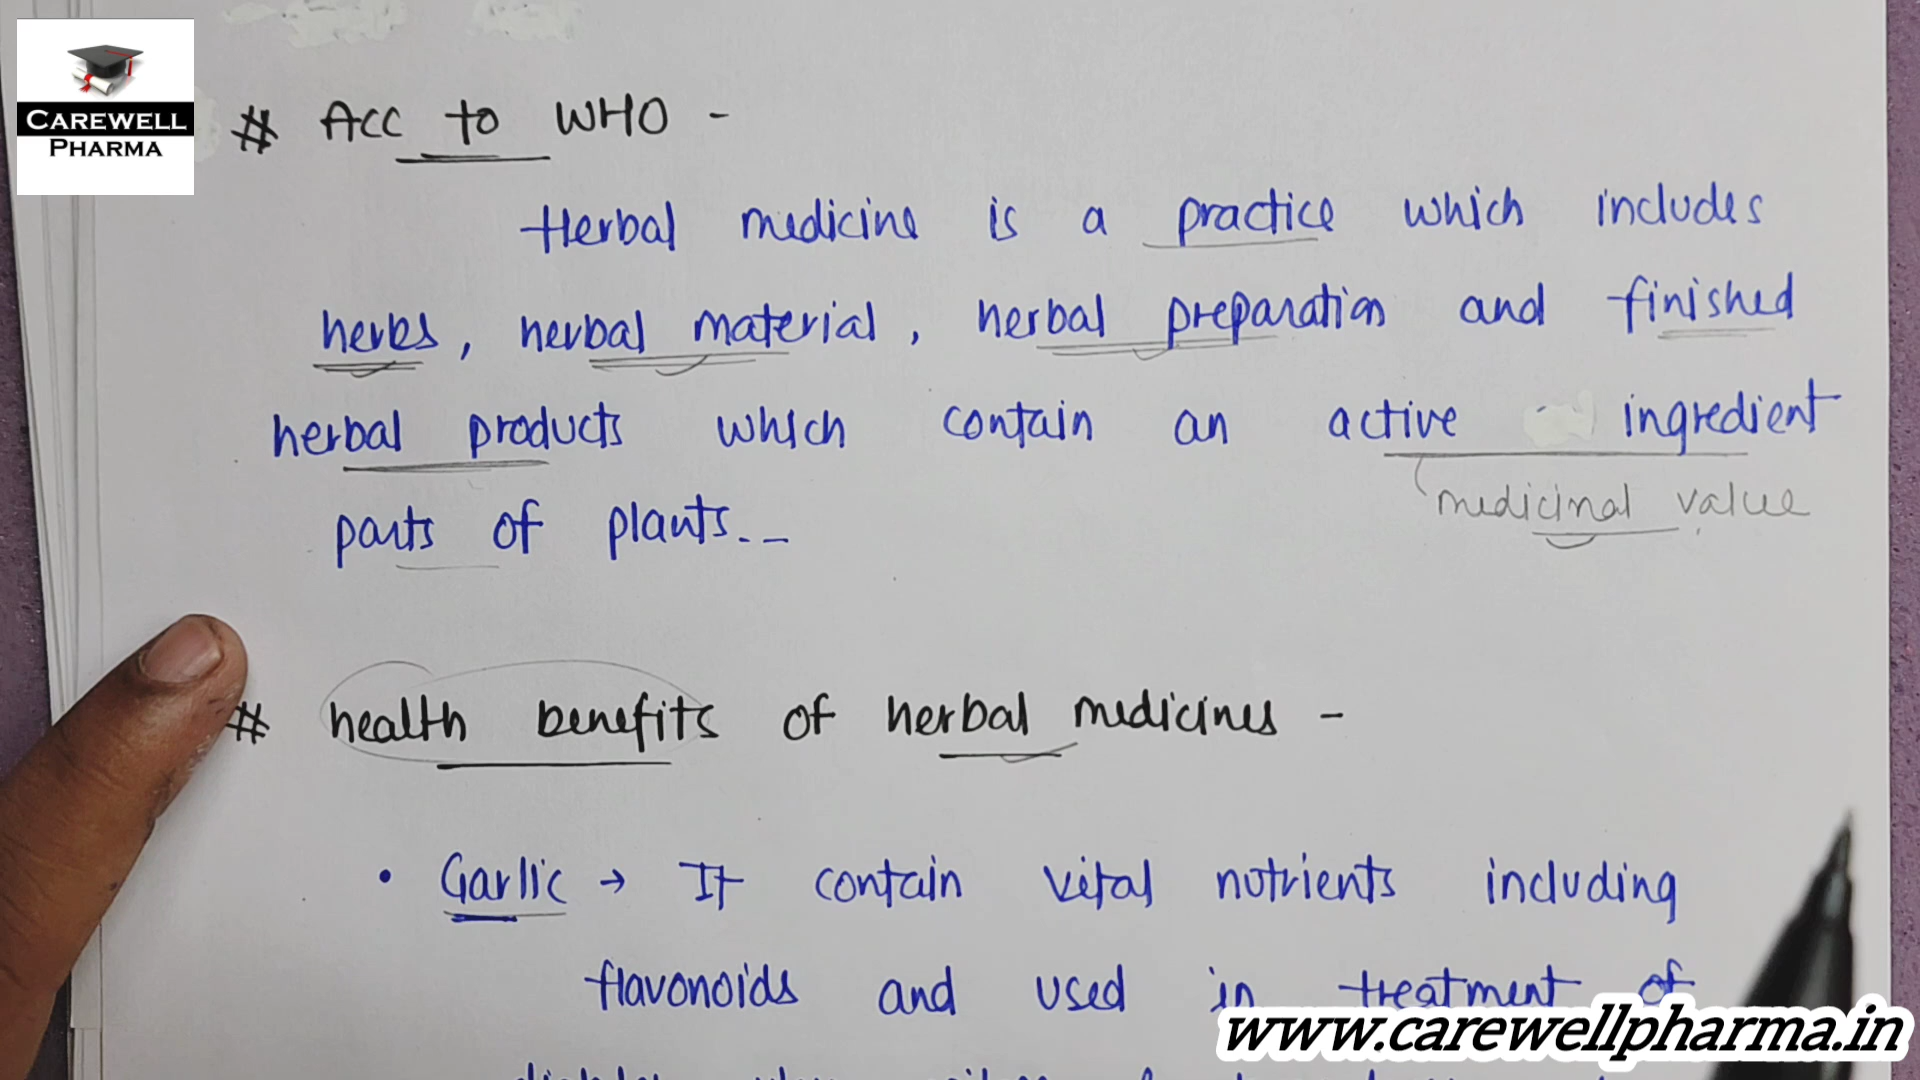 CAREWELL
PHARMA
# Acc to WHO -
Herbal medicine is a practice which includes
herbs, herbal material, herbal preparation and finished
herbal products which contain an active ingredient
medicinal value
parts of plants.--
# health benefits of herbal medicines -
• Garlic → It contain vital nutrients including
flavonoids and used in treatment of
www.carewellpharma.in